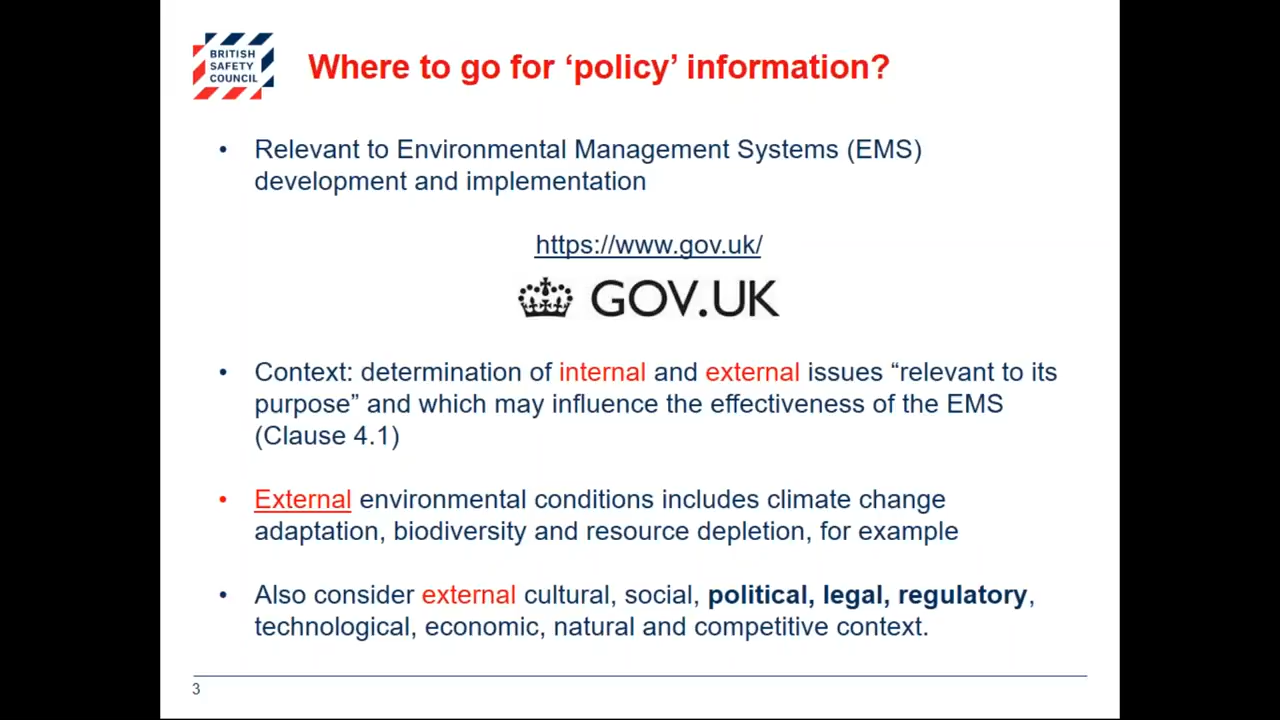 BRITISH
SAFETY
COUNCIL
Where to go for ‘policy’ information?
• Relevant to Environmental Management Systems (EMS)
development and implementation
https://www.gov.uk/
GOV.UK
• Context: determination of internal and external issues “relevant to its
purpose” and which may influence the effectiveness of the EMS
(Clause 4.1)
• External environmental conditions includes climate change
adaptation, biodiversity and resource depletion, for example
• Also consider external cultural, social, political, legal, regulatory,
technological, economic, natural and competitive context.
3